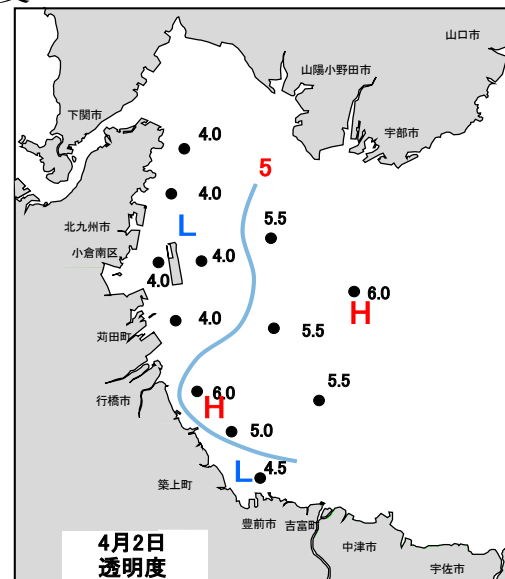 山口市
山陽小野田市
下関市
宇部市
4.0
5
4.0
5.5
北九州市
L
小倉南区
4.0
4.0
6.0
H
4.0
5.5
苅田町
5.5
行橋市
6.0
H
5.0
L
4.5
築上町
豊前市
吉富町
中津市
宇佐市
4月2日
透明度